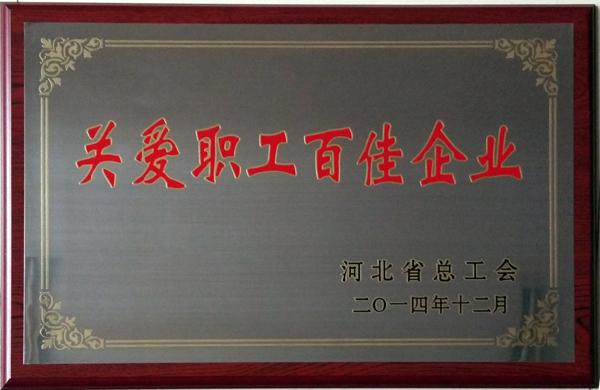 关爱职工百佳企业
河北省总工会
二〇一四年十二月